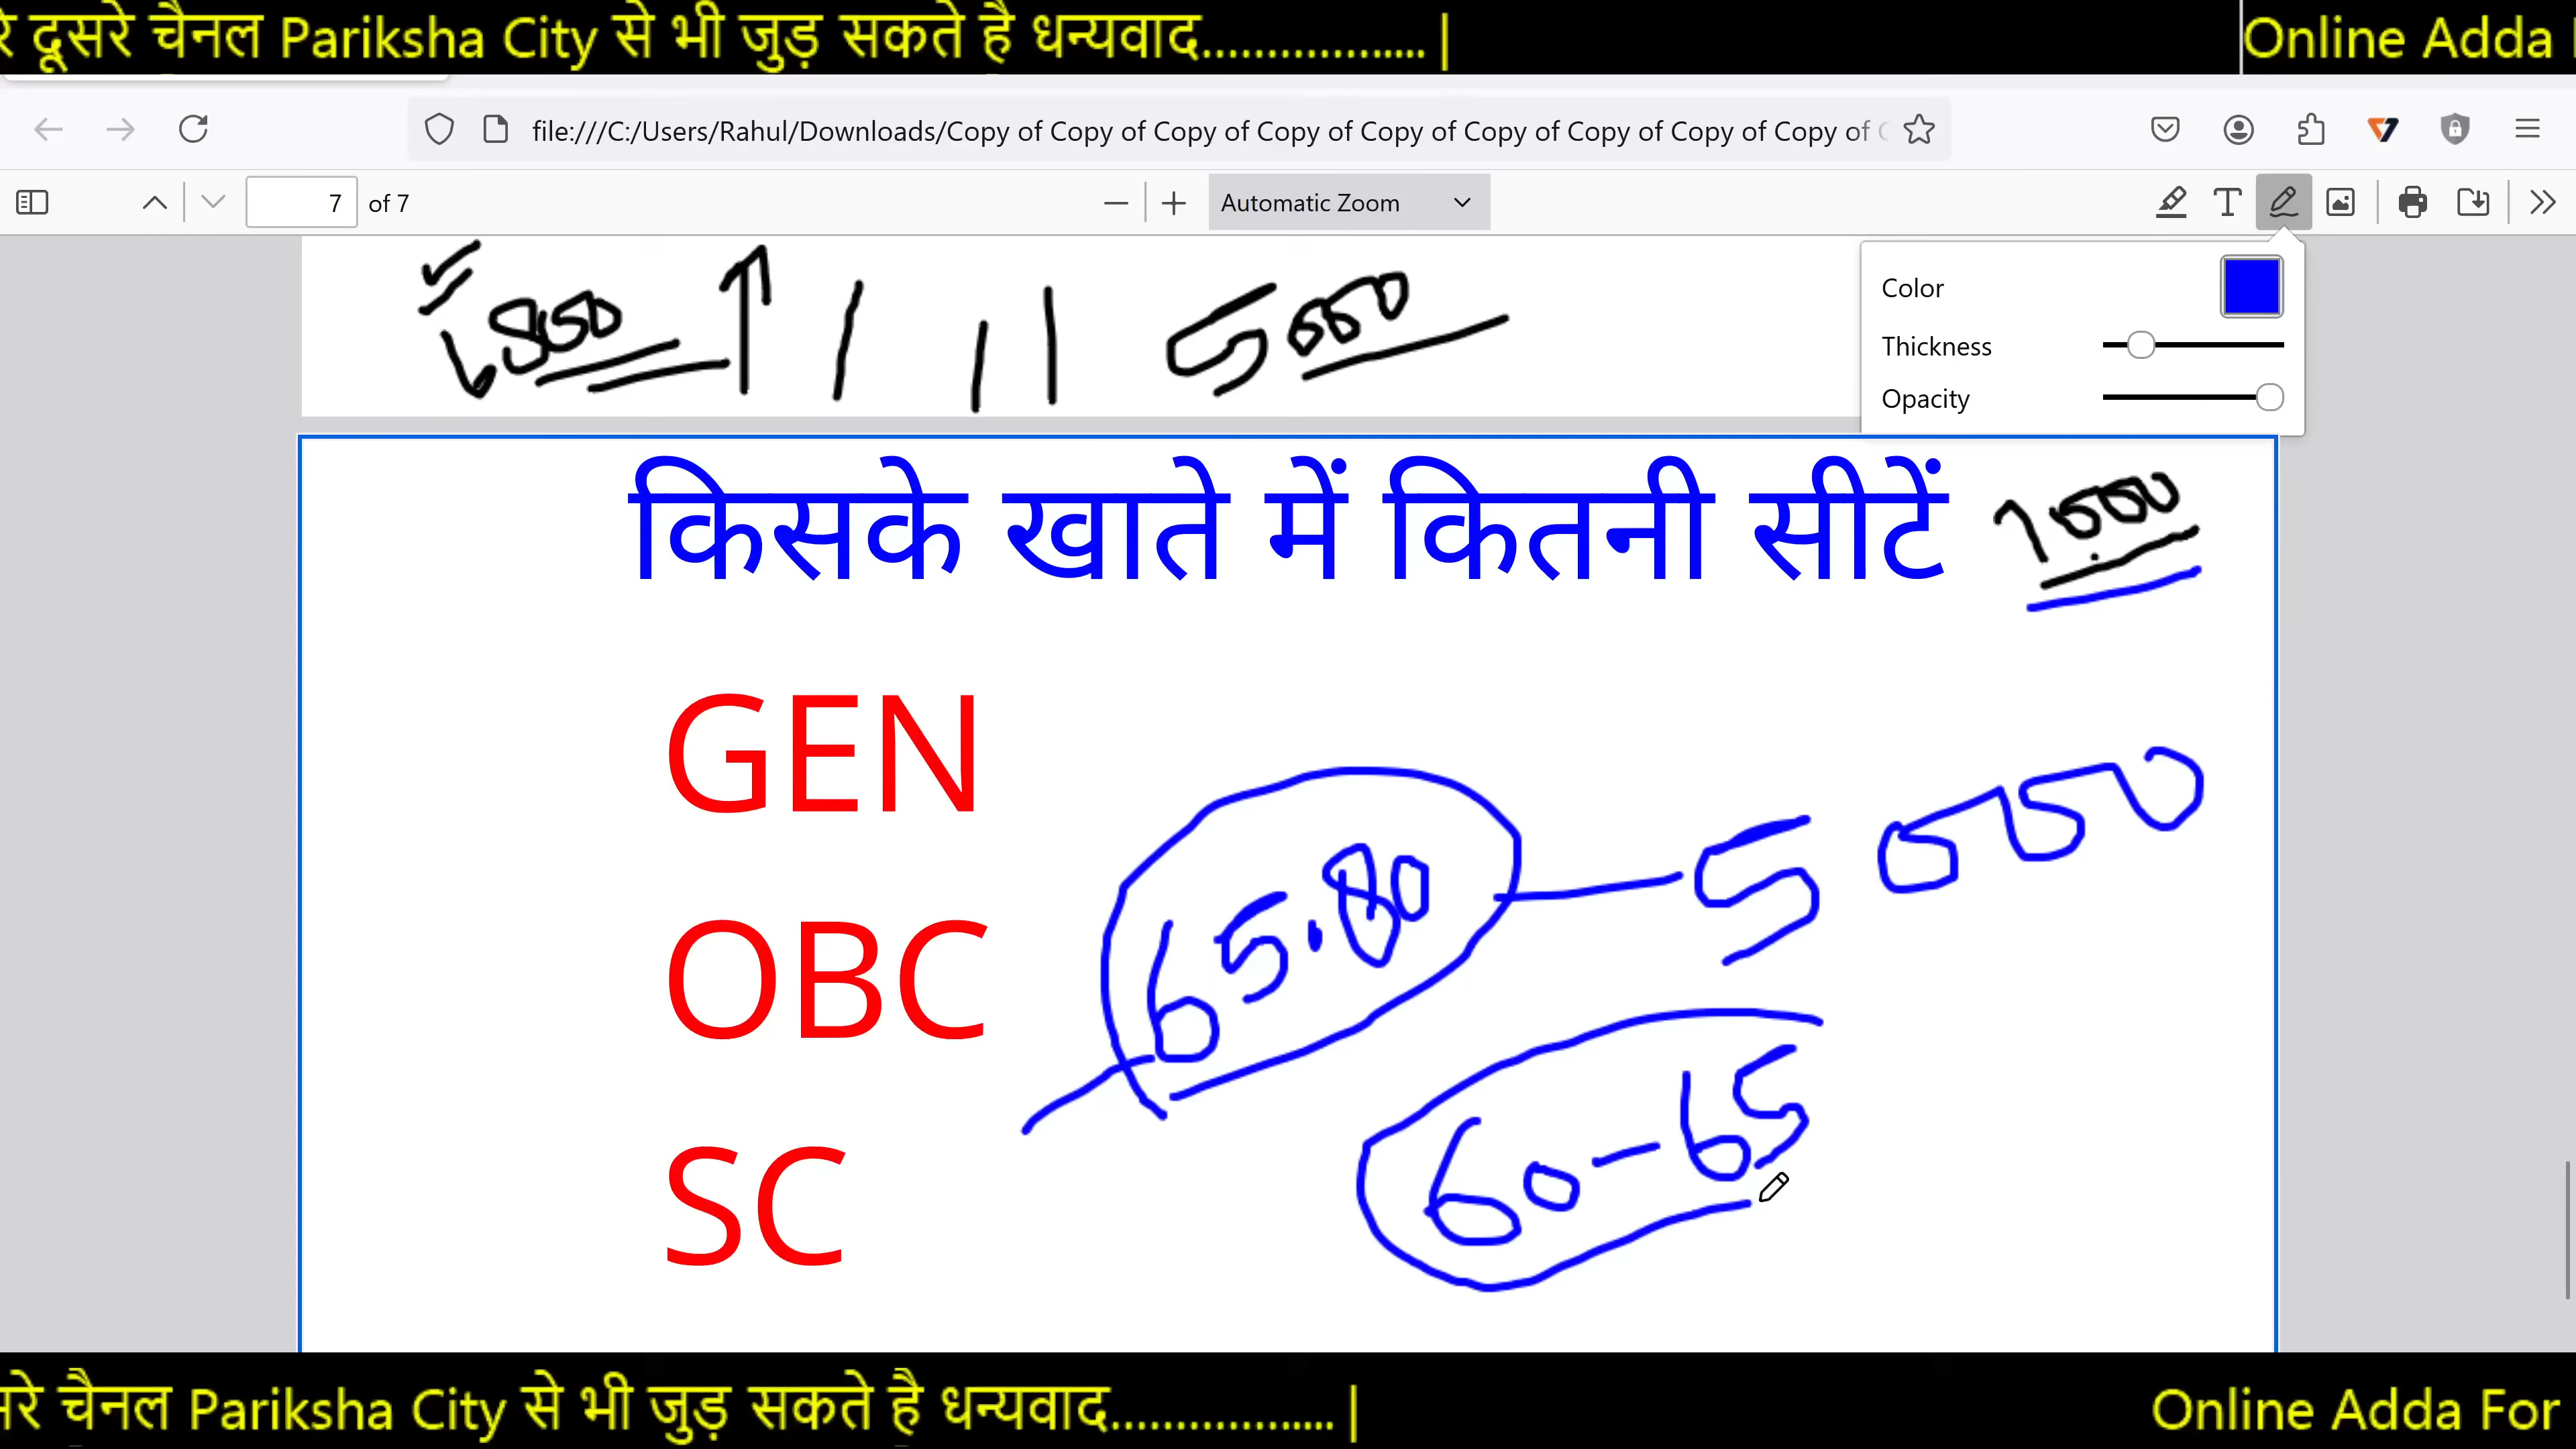 रे दूसरे चैनल Pariksha City से भी जुड़ सकते है धन्यवाद.................. | Online Adda
file:///C:/Users/Rahul/Downloads/Copy of Copy of Copy of Copy of Copy of Copy of Copy of Copy of Copy of
7 of 7
Automatic Zoom
Color
Thickness
Opacity
5000
किसके खाते में कितनी सीटें 7000
GEN
65.80 — 5000
OBC
60-65
SC
सरे चैनल Pariksha City से भी जुड़ सकते है धन्यवाद.................. | Online Adda For